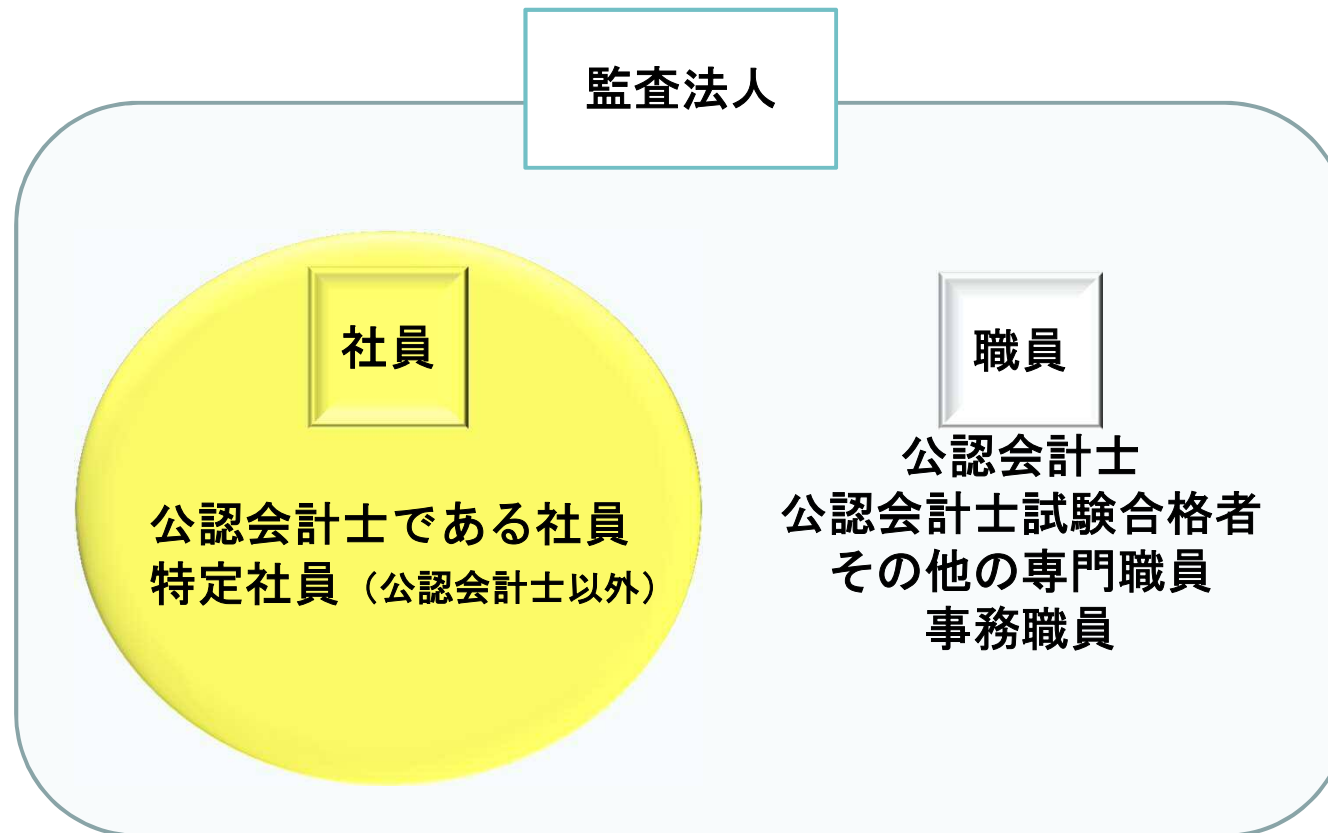 監査法人
社員
公認会計士である社員
特定社員（公認会計士以外）
職員
公認会計士
公認会計士試験合格者
その他の専門職員
事務職員